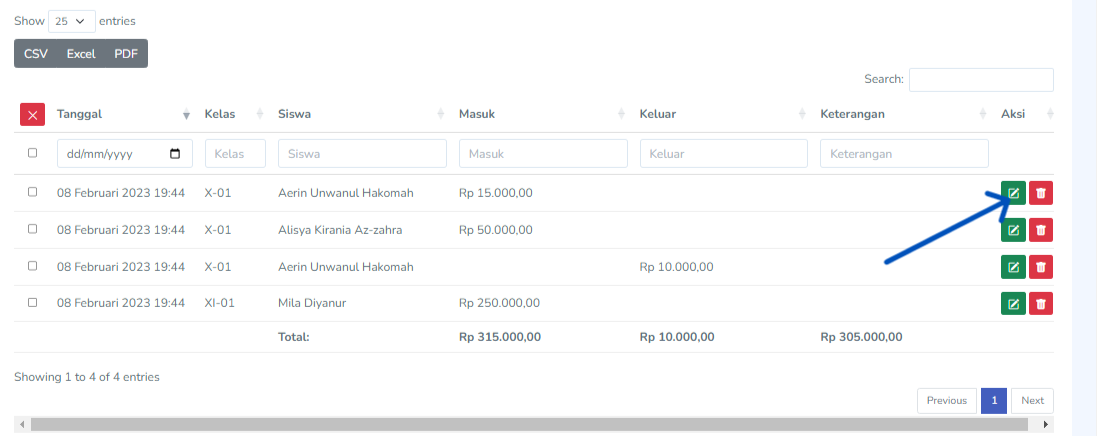 Show 25 entries
CSV Excel PDF
Search:
Tanggal Kelas Siswa Masuk Keluar Keterangan Aksi
dd/mm/yyyy Kelas Siswa Masuk Keluar Keterangan
08 Februari 2023 19:44 X-01 Aerin Unwanul Hakomah Rp 15.000,00
08 Februari 2023 19:44 X-01 Alisya Kirania Az-zahra Rp 50.000,00
08 Februari 2023 19:44 X-01 Aerin Unwanul Hakomah Rp 10.000,00
08 Februari 2023 19:44 XI-01 Mila Diyanur Rp 250.000,00
Total: Rp 315.000,00 Rp 10.000,00 Rp 305.000,00
Showing 1 to 4 of 4 entries
Previous 1 Next